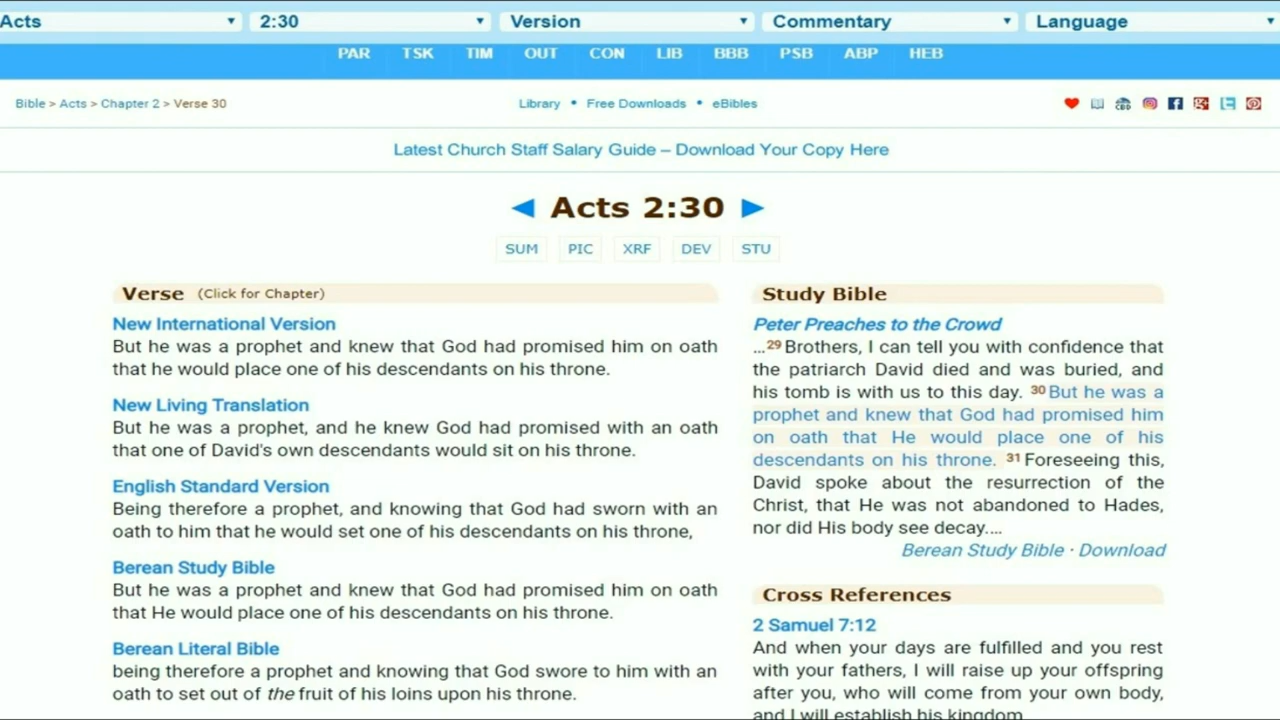 Acts 2:30 Version Commentary Language
PAR TSK TIM OUT CON LIB BBB PSB ABP HEB
Bible > Acts > Chapter 2 > Verse 30
Library • Free Downloads • eBibles
Latest Church Staff Salary Guide – Download Your Copy Here
◄ Acts 2:30 ►
SUM PIC XRF DEV STU
Verse (Click for Chapter)
New International Version
But he was a prophet and knew that God had promised him on oath
that he would place one of his descendants on his throne.
New Living Translation
But he was a prophet, and he knew God had promised with an oath
that one of David's own descendants would sit on his throne.
English Standard Version
Being therefore a prophet, and knowing that God had sworn with an
oath to him that he would set one of his descendants on his throne,
Berean Study Bible
But he was a prophet and knew that God had promised him on oath
that He would place one of his descendants on his throne.
Berean Literal Bible
being therefore a prophet and knowing that God swore to him with an
oath to set out of the fruit of his loins upon his throne.
Study Bible
Peter Preaches to the Crowd
…29 Brothers, I can tell you with confidence that
the patriarch David died and was buried, and
his tomb is with us to this day. 30 But he was a
prophet and knew that God had promised him
on oath that He would place one of his
descendants on his throne. 31 Foreseeing this,
David spoke about the resurrection of the
Christ, that He was not abandoned to Hades,
nor did His body see decay.…
Berean Study Bible · Download
Cross References
2 Samuel 7:12
And when your days are fulfilled and you rest
with your fathers, I will raise up your offspring
after you, who will come from your own body,
and I will establish his kingdom